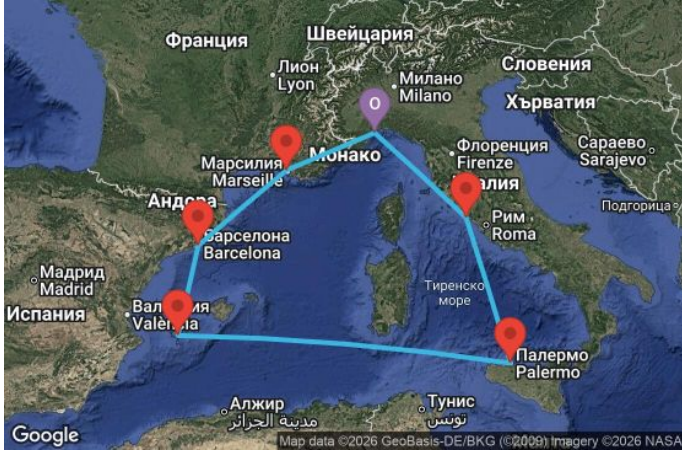 Франция
Швейцария
Лион
Lyon
Милано
Milano
Словения
Хърватия
О
Марсилия
Marseille
Монако
Флоренция
Firenze
Сараево
Sarajevo
Андора
Подгорица
Барселона
Barcelona
Рим
Roma
Мадрид
Madrid
Испания
València
Тиренско
море
Палермо
Palermo
Алжир
مدينة الجزائر
Тунис
تونس
Google
Map data ©2026 GeoBasis-DE/BKG (©2009) Imagery ©2026 NASA